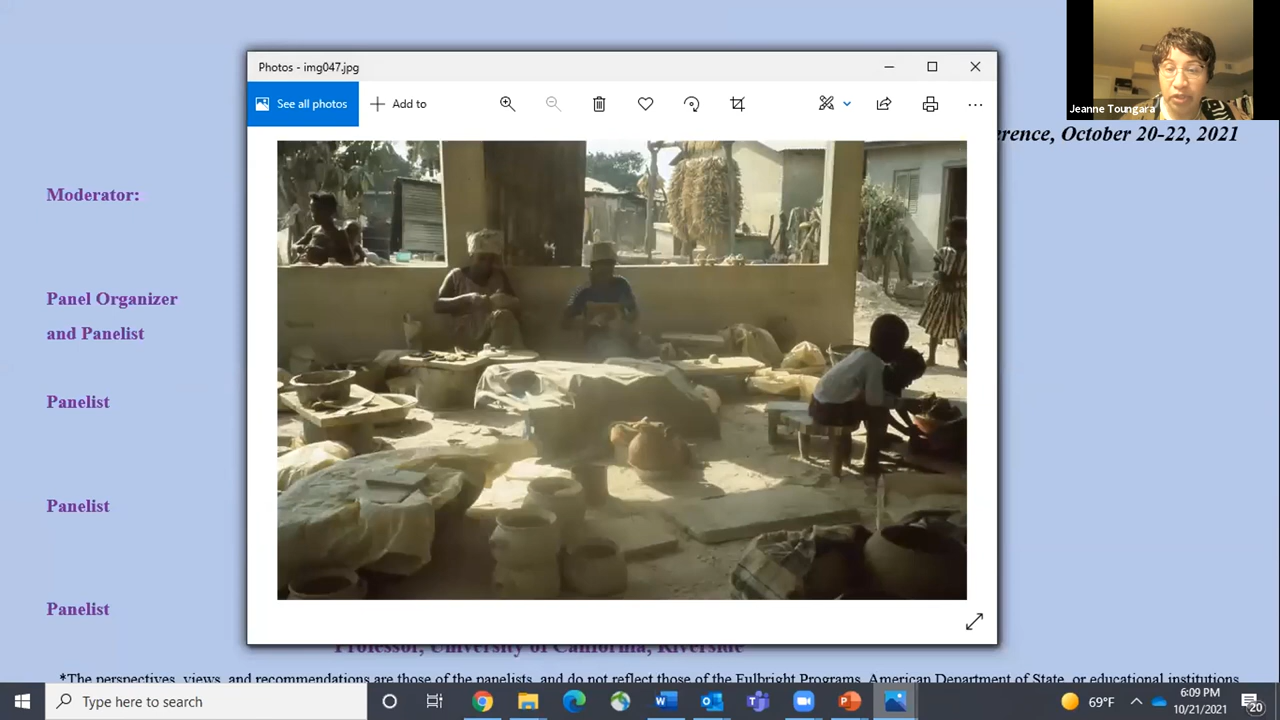 Photos - img047.jpg
Jeanne Toungara
See all photos
Add to
rence, October 20-22, 2021
Moderator:
Panel Organizer
and Panelist
Panelist
Panelist
Panelist
Professor, University of California, Riverside
*The perspectives, views, and recommendations are those of the panelists, and do not reflect those of the Fulbright Programs, American Department of State, or educational institutions
Type here to search
69°F
6:09 PM
10/21/2021
20